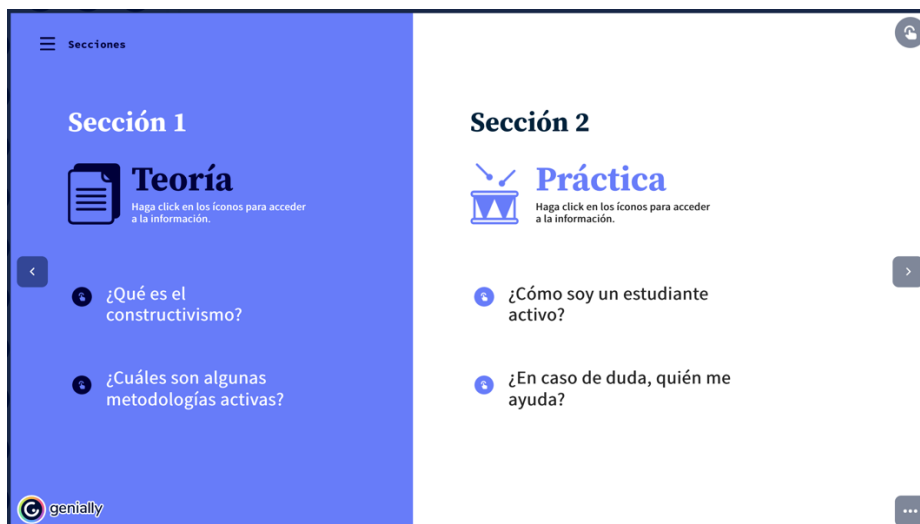 Secciones
Sección 1
Teoría
Haga click en los íconos para acceder
a la información.
¿Qué es el
constructivismo?
¿Cuáles son algunas
metodologías activas?
Sección 2
Práctica
Haga click en los íconos para acceder
a la información.
¿Cómo soy un estudiante
activo?
¿En caso de duda, quién me
ayuda?
genially